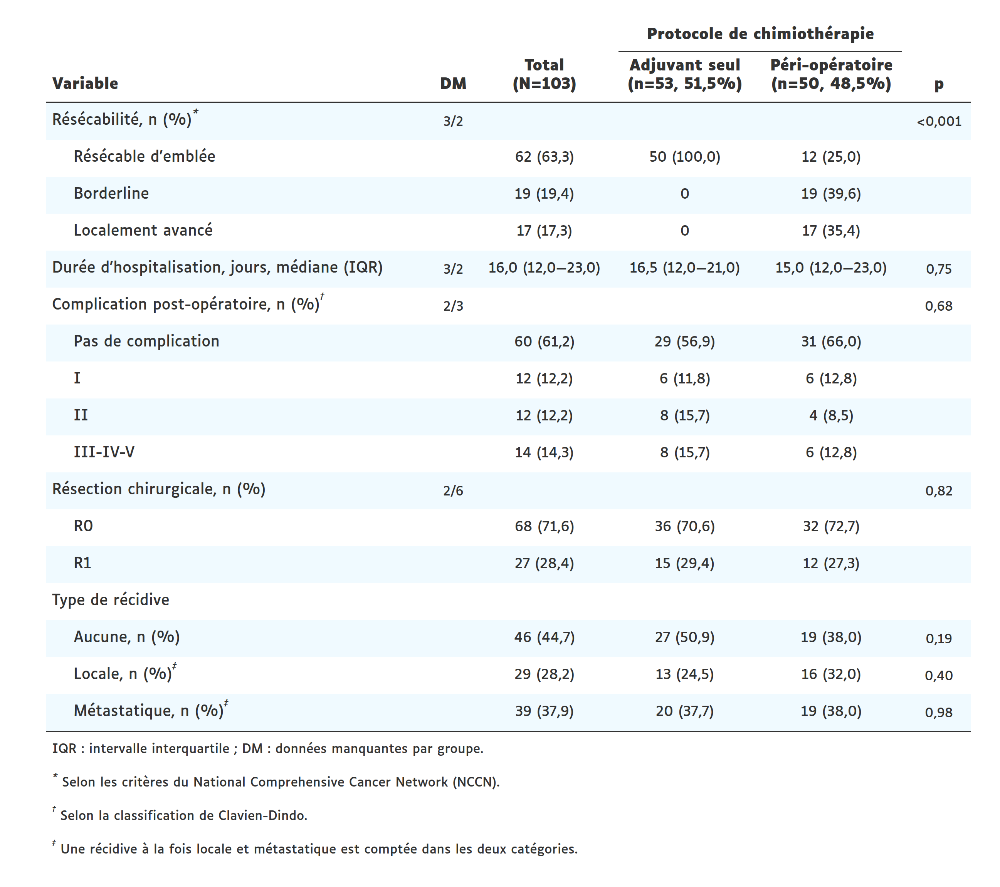 Protocole de chimiothérapie
Variable DM Total (N=103) Adjuvant seul (n=53, 51,5%) Péri-opératoire (n=50, 48,5%) p
Résécabilité, n (%)* 3/2 <0,001
Résécable d’emblée 62 (63,3) 50 (100,0) 12 (25,0)
Borderline 19 (19,4) 0 19 (39,6)
Localement avancé 17 (17,3) 0 17 (35,4)
Durée d’hospitalisation, jours, médiane (IQR) 3/2 16,0 (12,0–23,0) 16,5 (12,0–21,0) 15,0 (12,0–23,0) 0,75
Complication post-opératoire, n (%)† 2/3 0,68
Pas de complication 60 (61,2) 29 (56,9) 31 (66,0)
I 12 (12,2) 6 (11,8) 6 (12,8)
II 12 (12,2) 8 (15,7) 4 (8,5)
III-IV-V 14 (14,3) 8 (15,7) 6 (12,8)
Résection chirurgicale, n (%) 2/6 0,82
R0 68 (71,6) 36 (70,6) 32 (72,7)
R1 27 (28,4) 15 (29,4) 12 (27,3)
Type de récidive
Aucune, n (%) 46 (44,7) 27 (50,9) 19 (38,0) 0,19
Locale, n (%)‡ 29 (28,2) 13 (24,5) 16 (32,0) 0,40
Métastatique, n (%)‡ 39 (37,9) 20 (37,7) 19 (38,0) 0,98
IQR : intervalle interquartile ; DM : données manquantes par groupe.
* Selon les critères du National Comprehensive Cancer Network (NCCN).
† Selon la classification de Clavien-Dindo.
‡ Une récidive à la fois locale et métastatique est comptée dans les deux catégories.